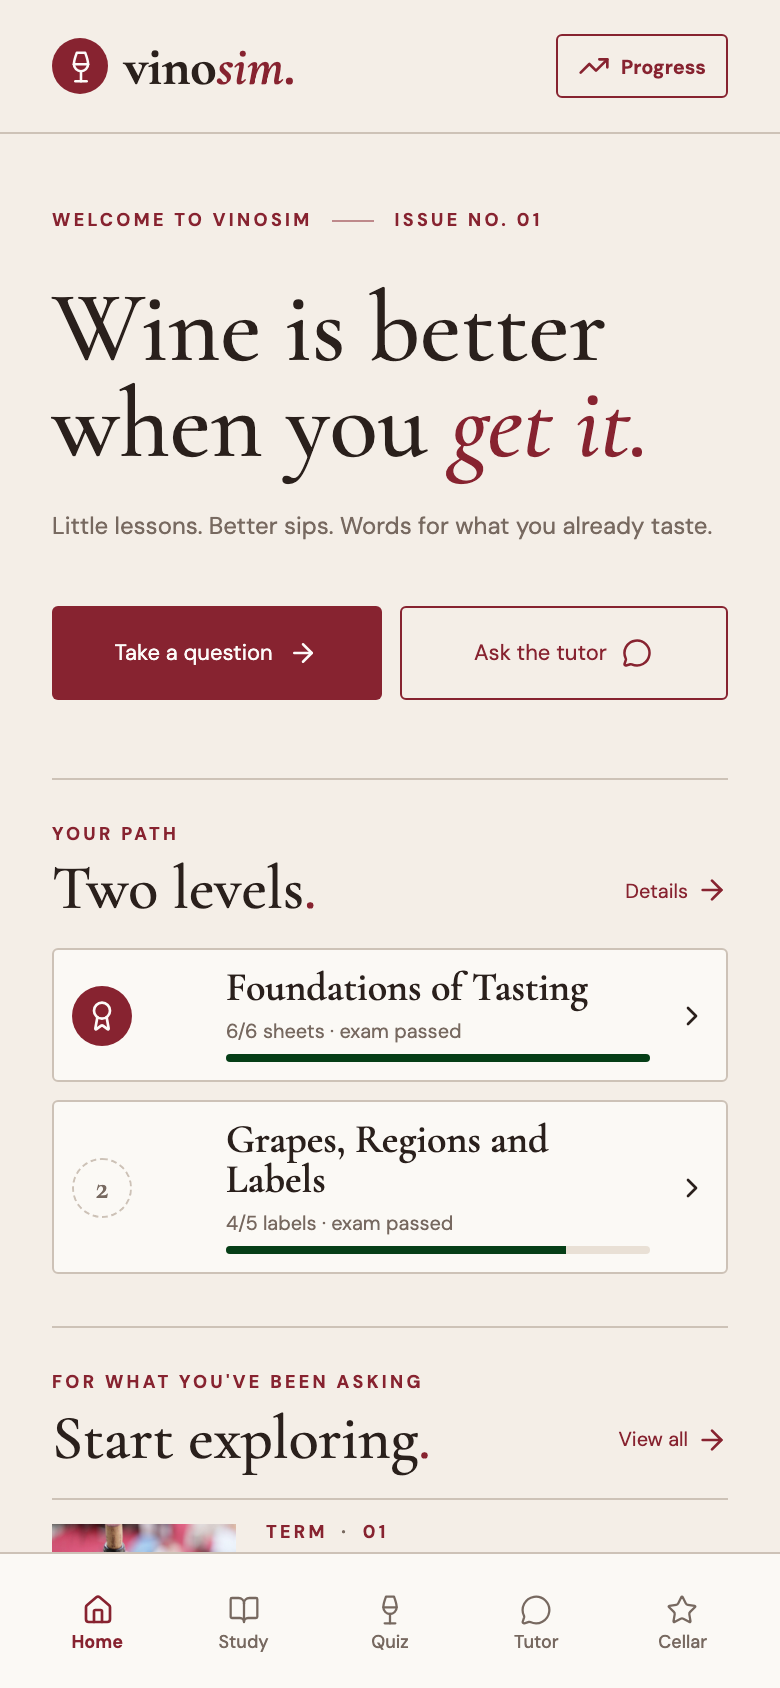 vinosim.
Progress
WELCOME TO VINOSIM — ISSUE NO. 01
Wine is better
when you get it.
Little lessons. Better sips. Words for what you already taste.
Take a question
Ask the tutor
YOUR PATH
Two levels.
Details
Foundations of Tasting
6/6 sheets · exam passed
2
Grapes, Regions and
Labels
4/5 labels · exam passed
FOR WHAT YOU'VE BEEN ASKING
Start exploring.
View all
TERM · 01
Home
Study
Quiz
Tutor
Cellar